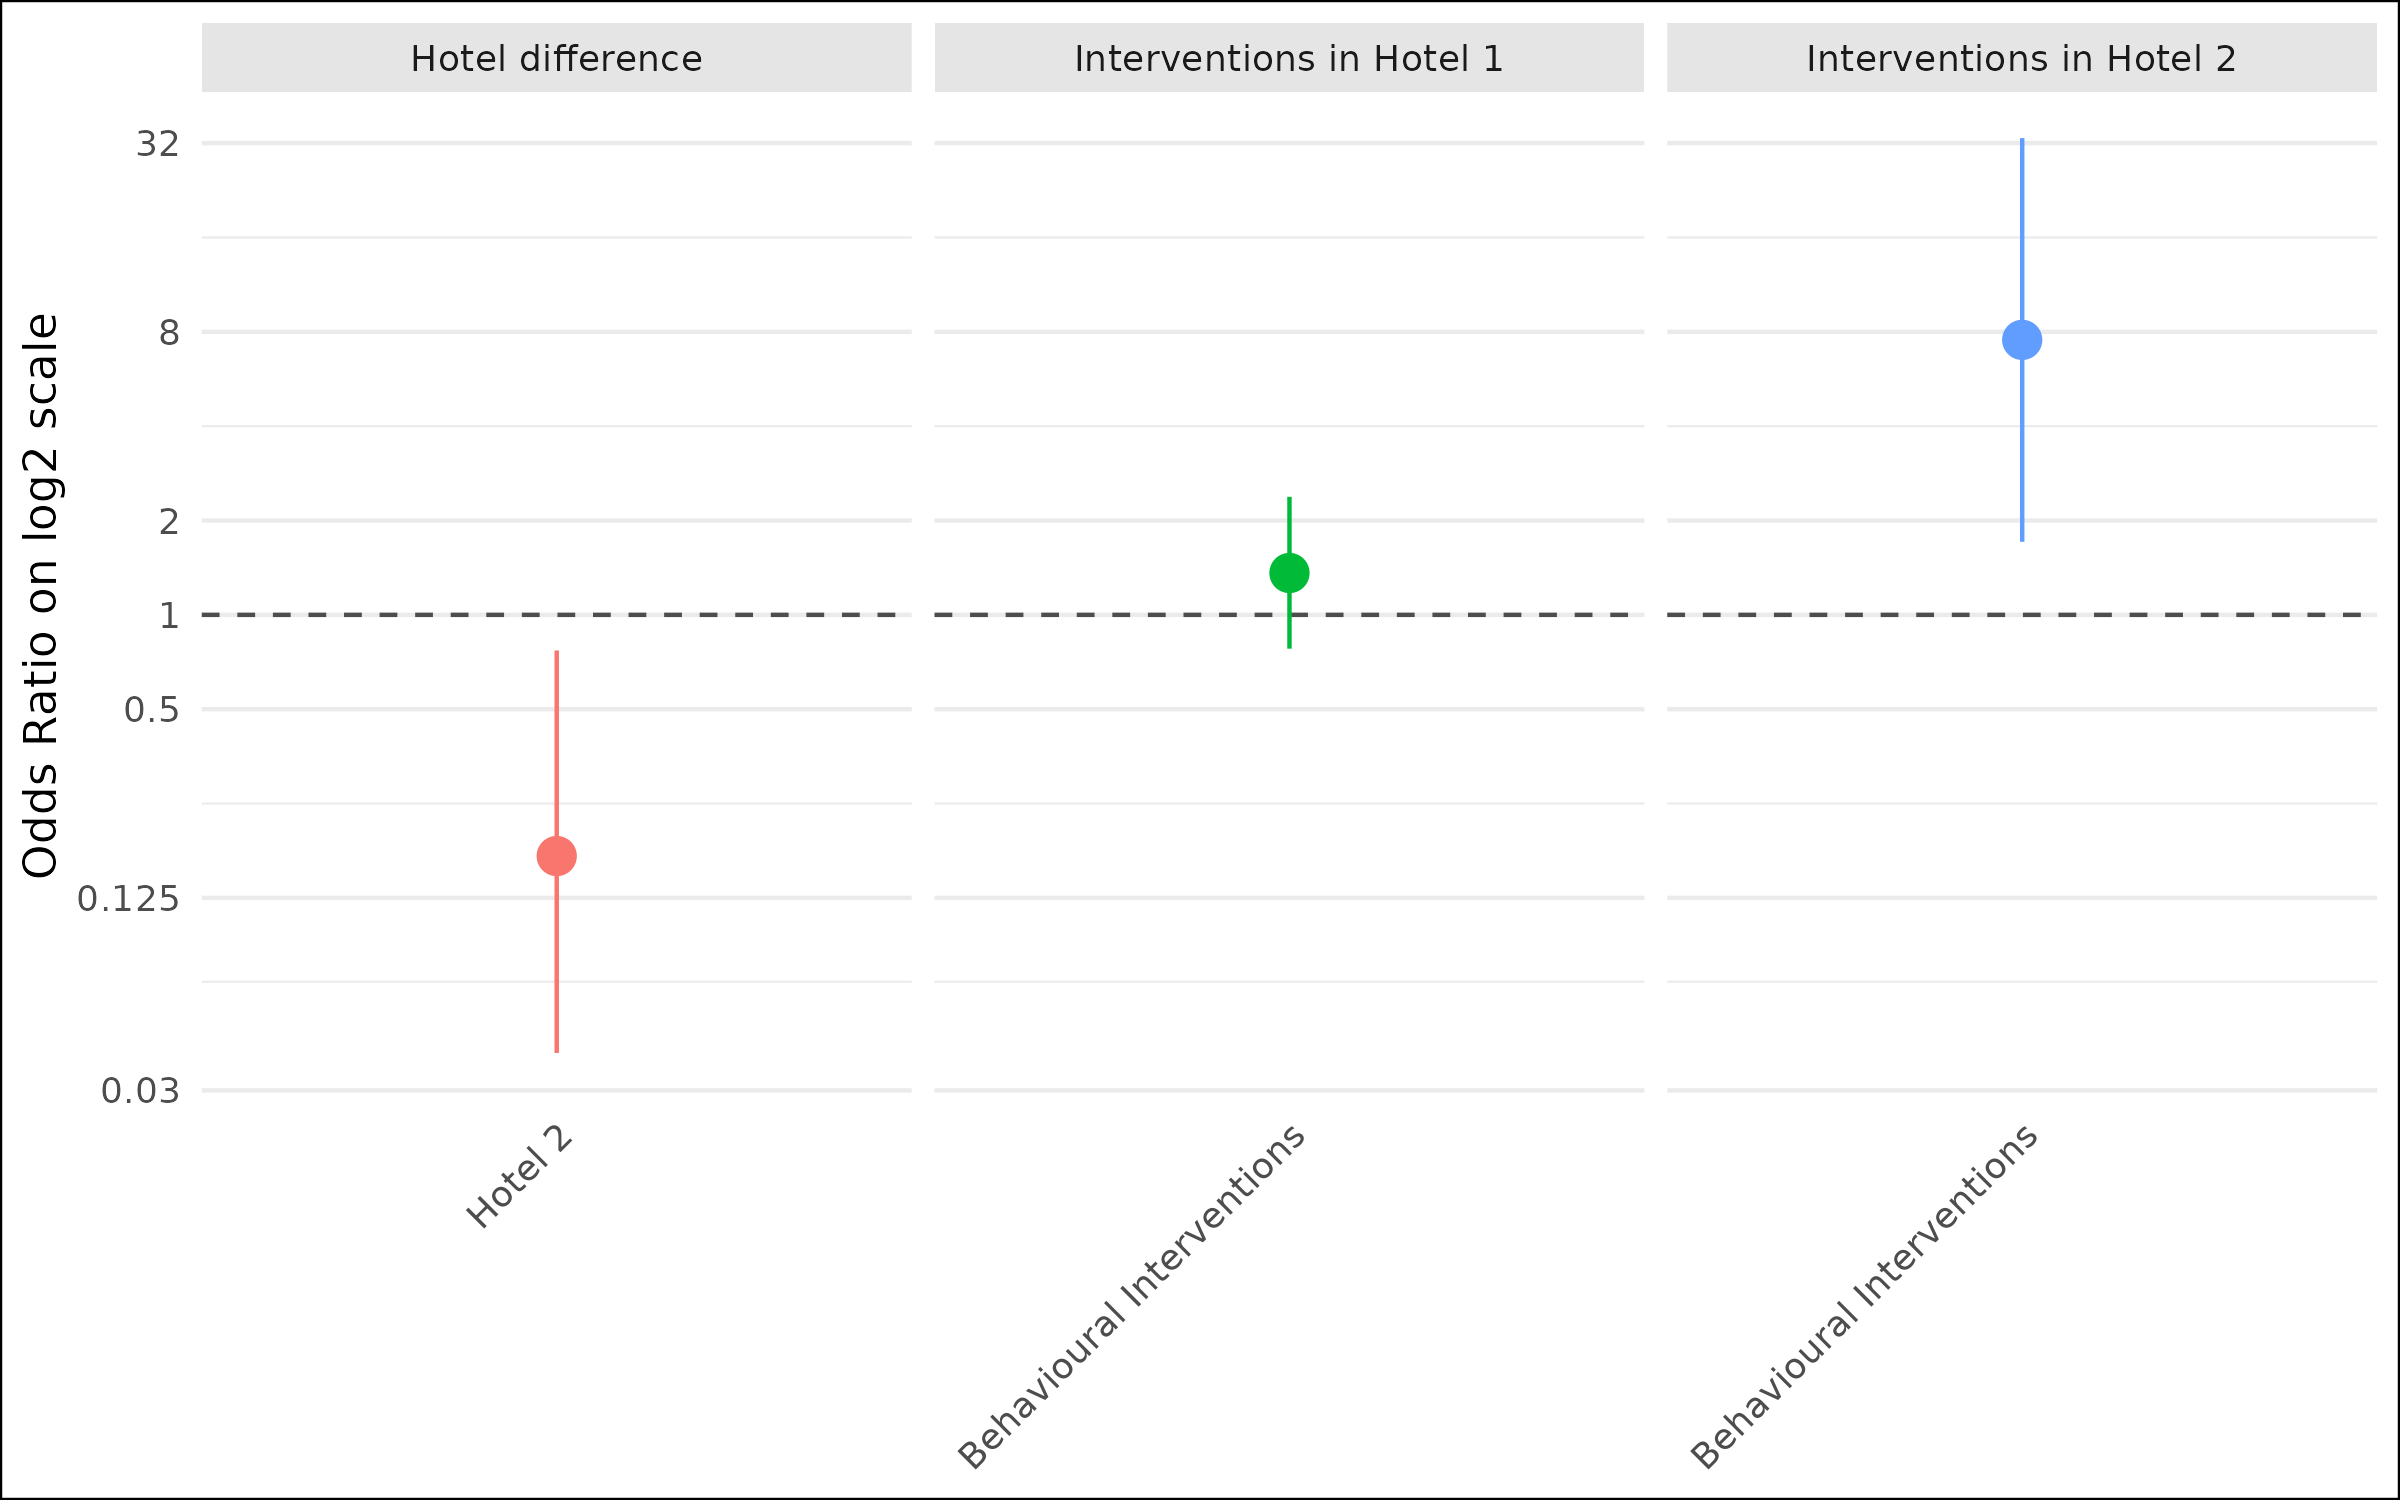 Hotel difference
Interventions in Hotel 1
Interventions in Hotel 2
Odds Ratio on log2 scale
32
8
2
1
0.5
0.125
0.03
Hotel 2
Behavioural Interventions
Behavioural Interventions